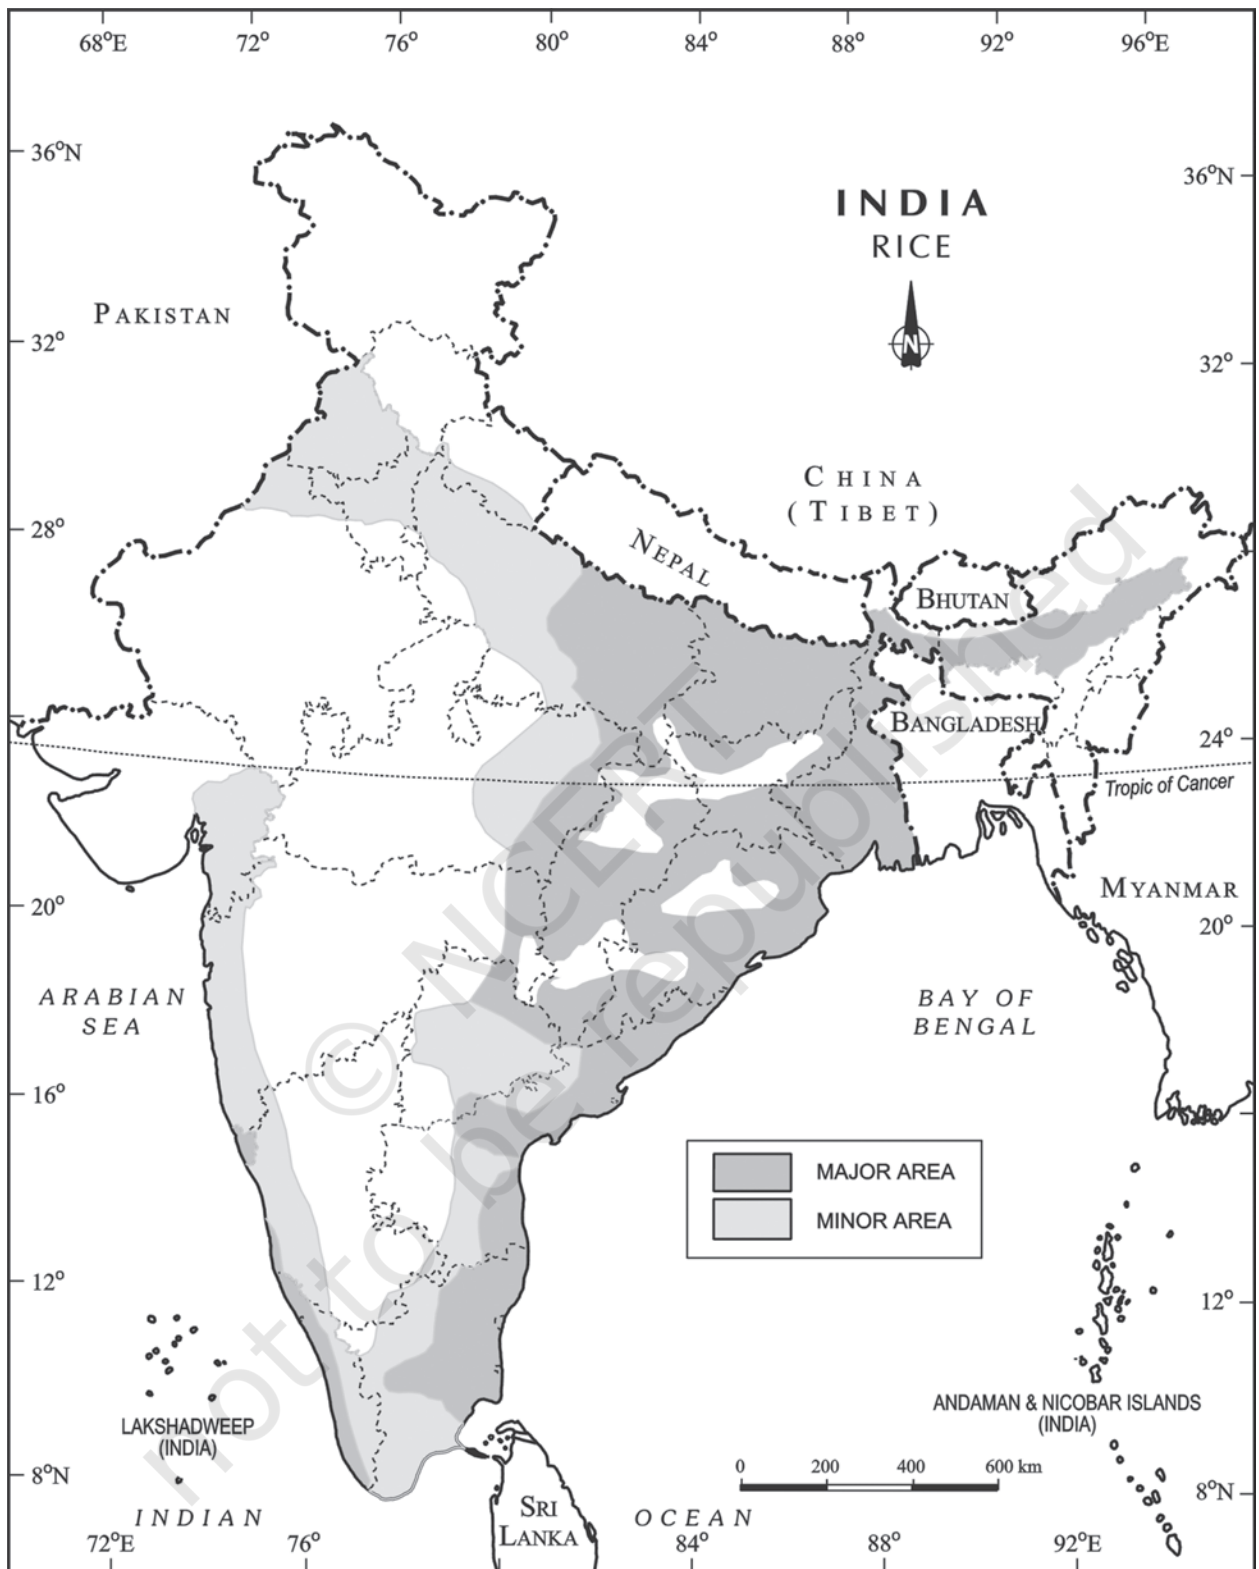 68°E 72° 76° 80° 84° 88° 92° 96°E
36°N
36°N
INDIA
RICE
N
PAKISTAN
32°
32°
CHINA
(TIBET)
NEPAL
28°
BHUTAN
BANGLADESH
24°
Tropic of Cancer
MYANMAR
20°
20°
ARABIAN
SEA
BAY OF
BENGAL
16°
MAJOR AREA
MINOR AREA
12°
12°
LAKSHADWEEP
(INDIA)
ANDAMAN & NICOBAR ISLANDS
(INDIA)
0 200 400 600 km
8°N
8°N
INDIAN
OCEAN
SRI
LANKA
72°E 76° 84° 88° 92°E
© NCERT
not to be republished